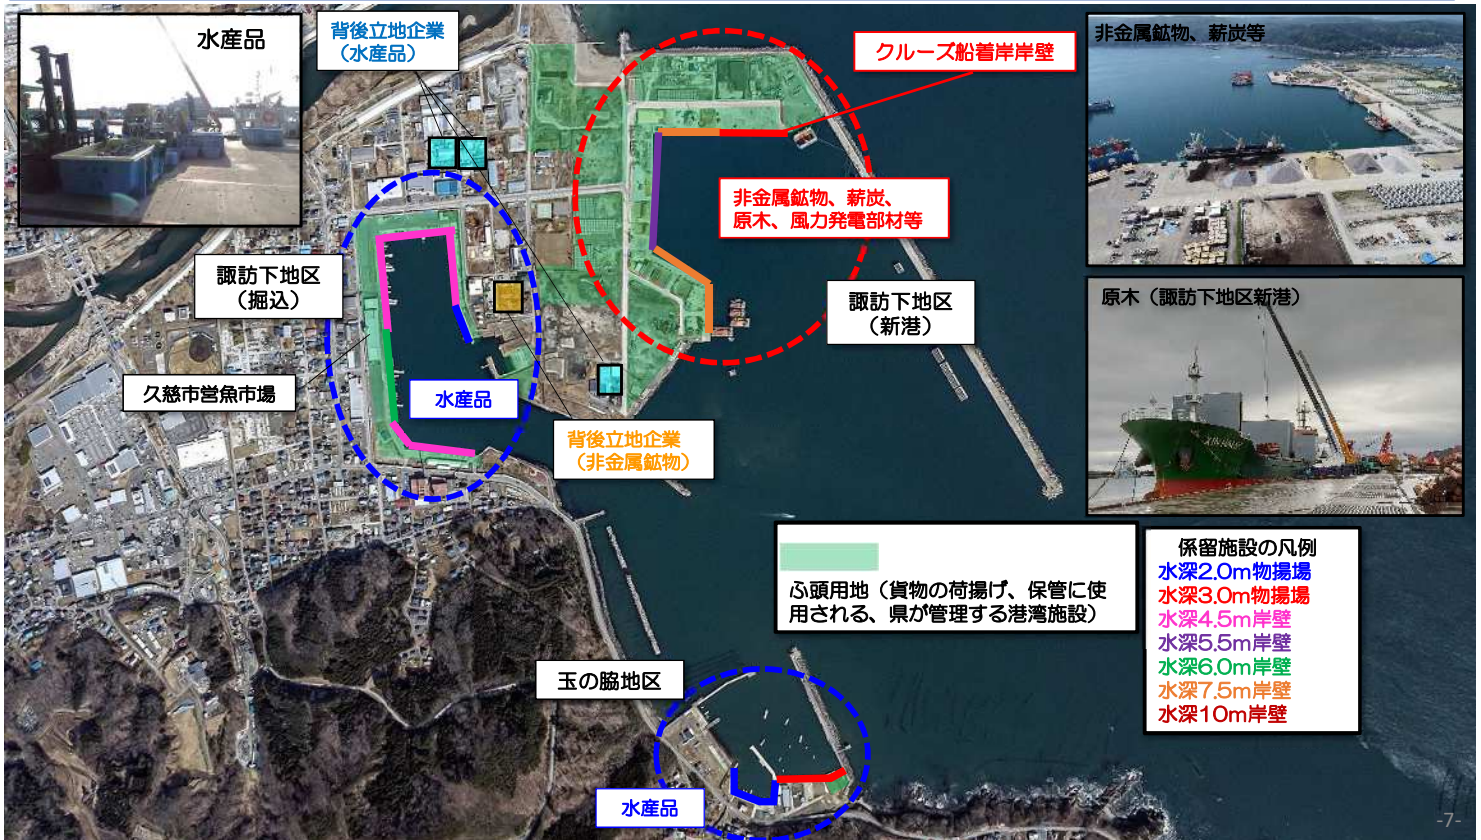 水産品
背後立地企業
（水産品）
クルーズ船着岸岸壁
非金属鉱物、薪炭等
非金属鉱物、薪炭、
原木、風力発電部材等
諏訪下地区
（掘込）
諏訪下地区
（新港）
原木（諏訪下地区新港）
久慈市営魚市場
水産品
背後立地企業
（非金属鉱物）
ふ頭用地（貨物の荷揚げ、保管に使
用される、県が管理する港湾施設）
係留施設の凡例
水深2.0m物揚場
水深3.0m物揚場
水深4.5m岸壁
水深5.5m岸壁
水深6.0m岸壁
水深7.5m岸壁
水深10m岸壁
玉の脇地区
水産品
-7-